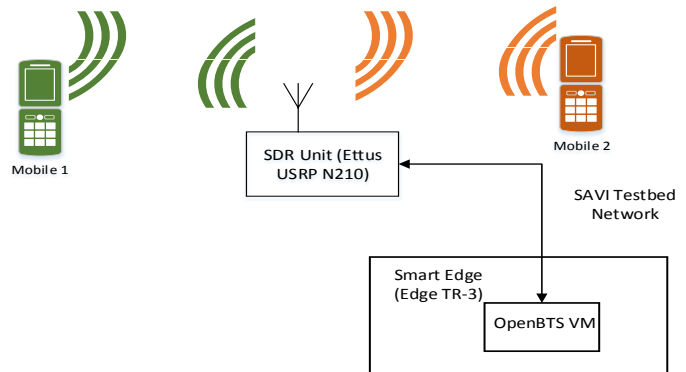 Mobile 1
SDR Unit (Ettus
USRP N210)
Mobile 2
SAVI Testbed
Network
Smart Edge
(Edge TR-3)
OpenBTS VM